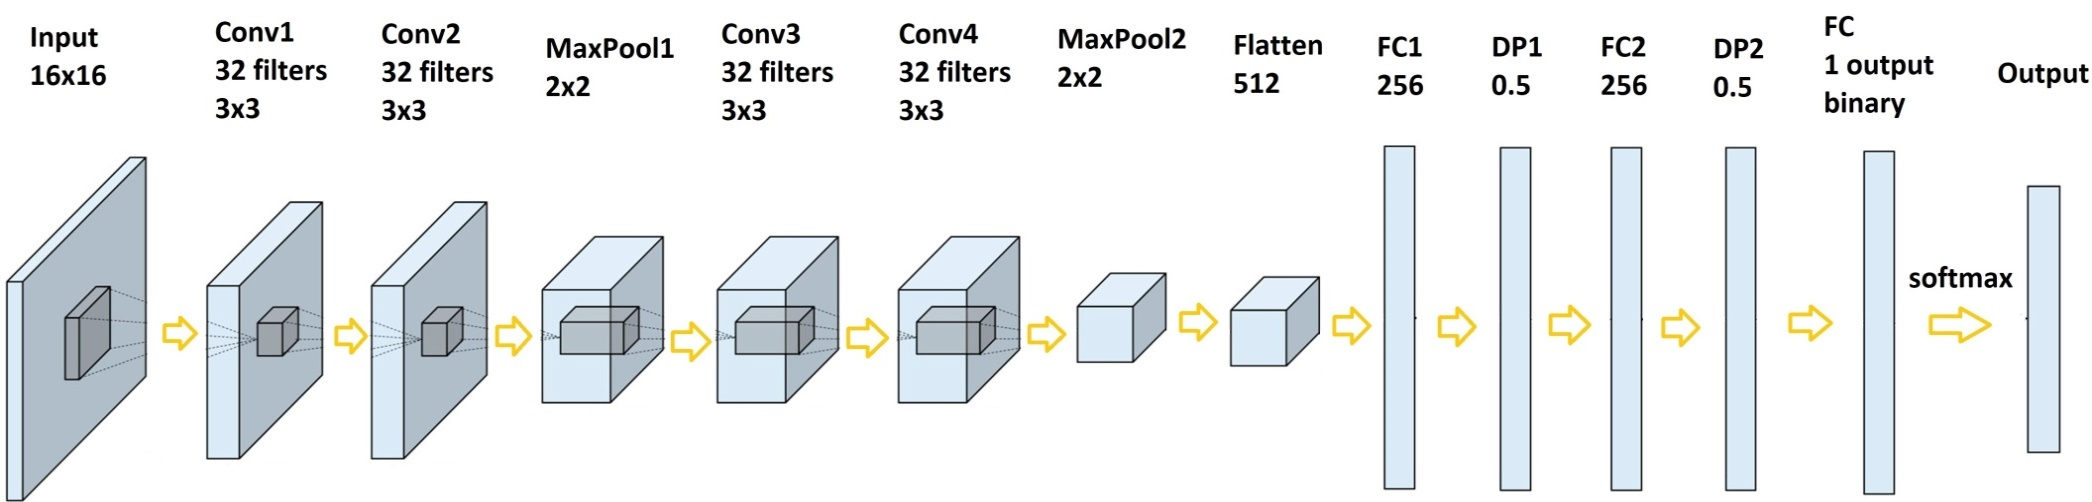 Input
16x16
Conv1
32 filters
3x3
Conv2
32 filters
3x3
MaxPool1
2x2
Conv3
32 filters
3x3
Conv4
32 filters
3x3
MaxPool2
2x2
Flatten
512
FC1
256
DP1
0.5
FC2
256
DP2
0.5
FC
1 output
binary
softmax
Output